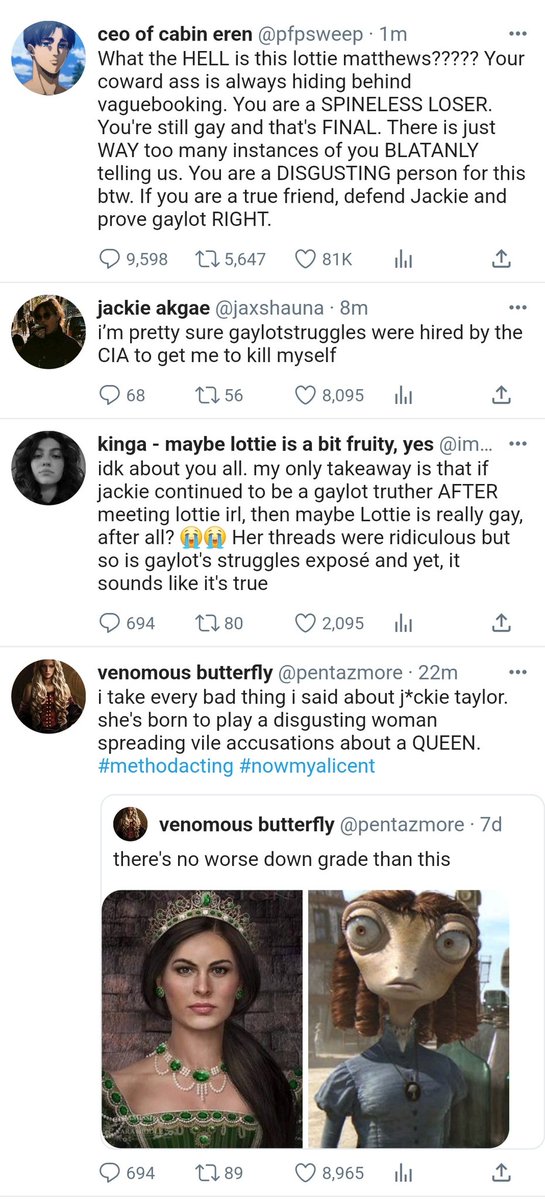 ceo of cabin eren @pfpsweep · 1m
What the HELL is this lottie matthews????? Your
coward ass is always hiding behind
vaguebooking. You are a SPINELESS LOSER.
You're still gay and that's FINAL. There is just
WAY too many instances of you BLATANLY
telling us. You are a DISGUSTING person for this
btw. If you are a true friend, defend Jackie and
prove gaylot RIGHT.
9,598 5,647 81K
jackie akgae @jaxshauna · 8m
i'm pretty sure gaylotstruggles were hired by the
CIA to get me to kill myself
68 56 8,095
kinga - maybe lottie is a bit fruity, yes @im...
idk about you all. my only takeaway is that if
jackie continued to be a gaylot truther AFTER
meeting lottie irl, then maybe Lottie is really gay,
after all? 😭😭 Her threads were ridiculous but
so is gaylot's struggles exposé and yet, it
sounds like it's true
694 80 2,095
venomous butterfly @pentazmore · 22m
i take every bad thing i said about j*ckie taylor.
she's born to play a disgusting woman
spreading vile accusations about a QUEEN.
#methodacting #nowmyalicent
venomous butterfly @pentazmore · 7d
there's no worse down grade than this
694 89 8,965